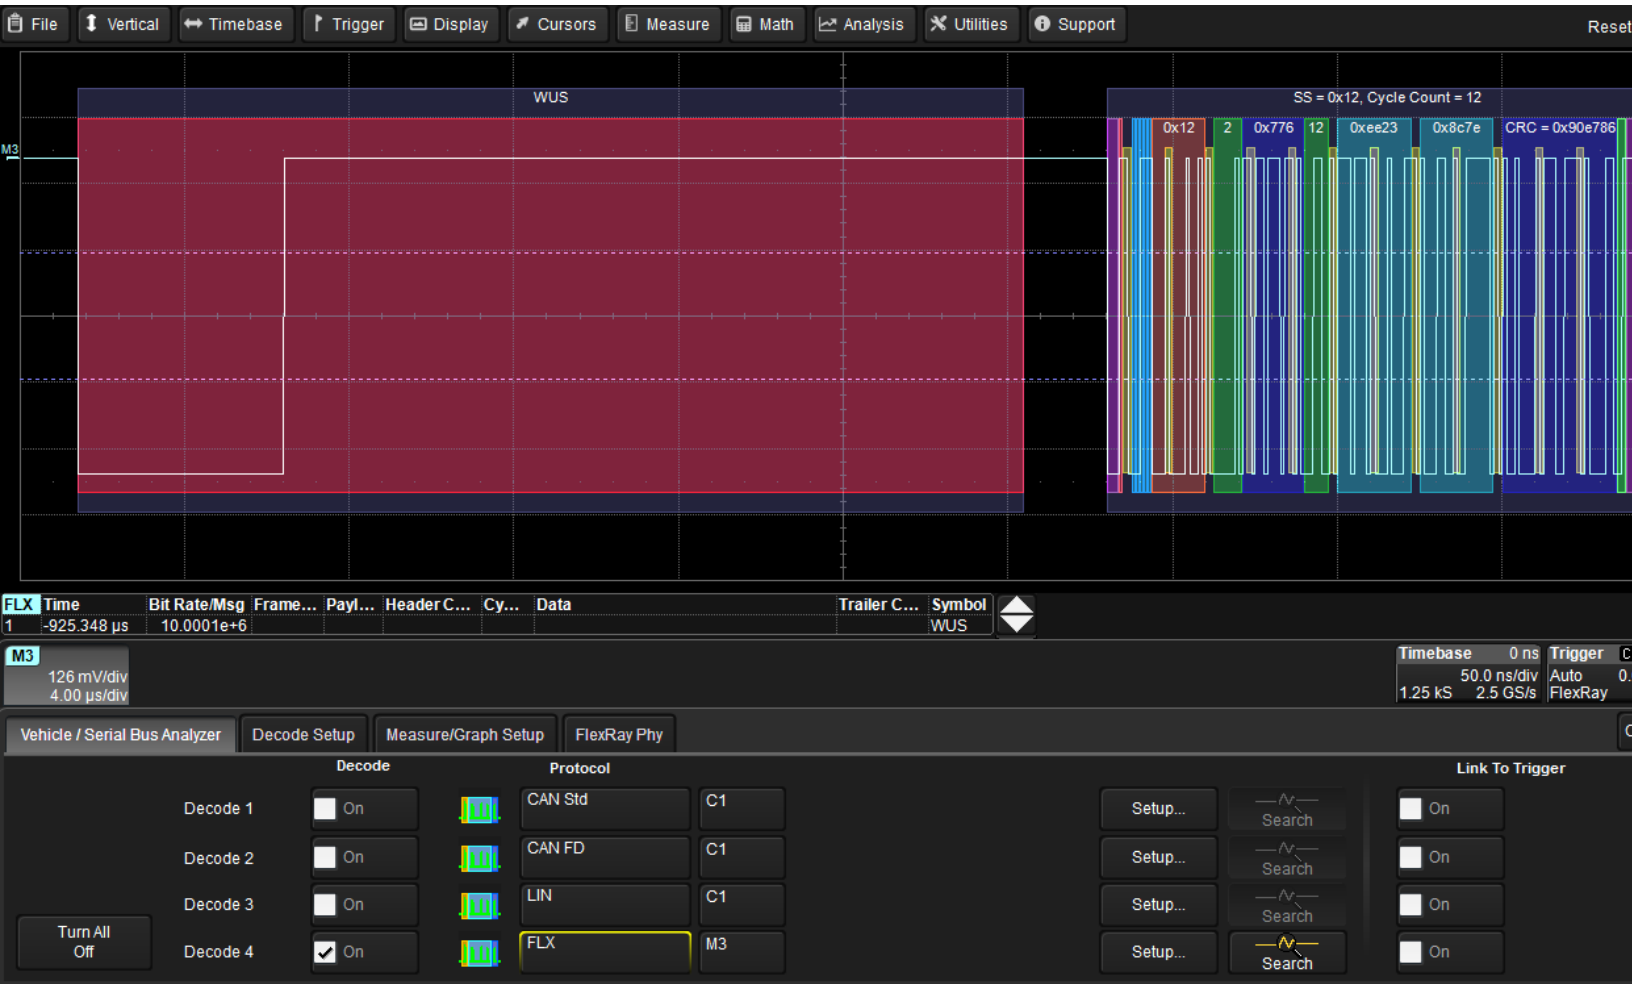 File Vertical Timebase Trigger Display Cursors Measure Math Analysis Utilities Support Reset
WUS SS = 0x12, Cycle Count = 12
0x12 2 0x776 12 0xee23 0x8c7e CRC = 0x90e786
M3
FLX Time Bit Rate/Msg Frame... Payl... Header C... Cy... Data Trailer C... Symbol
1 -925.348 µs 10.0001e+6 WUS
M3
126 mV/div
4.00 µs/div
Timebase 0 ns Trigger C
50.0 ns/div Auto 0.
1.25 kS 2.5 GS/s FlexRay
Vehicle / Serial Bus Analyzer Decode Setup Measure/Graph Setup FlexRay Phy
Decode Protocol Link To Trigger
Decode 1 On CAN Std C1 Setup... Search On
Decode 2 On CAN FD C1 Setup... Search On
Decode 3 On LIN C1 Setup... Search On
Turn All
Off
Decode 4 On FLX M3 Setup... Search On